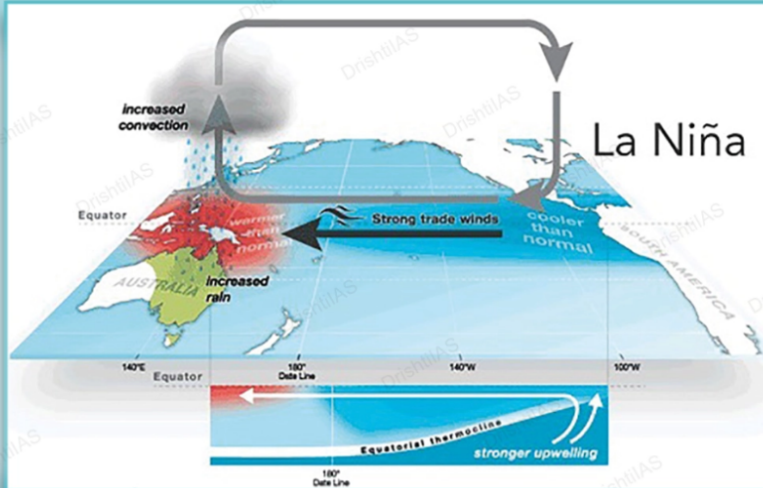 DrishtiIAS
increased
convection
La Niña
Equator
warmer
than
normal
Strong trade winds
cooler
than
normal
SOUTH AMERICA
AUSTRALIA
increased
rain
140°E
180°
Date Line
140°W
100°W
Equator
Equatorial thermocline
stronger upwelling
180°
Date Line